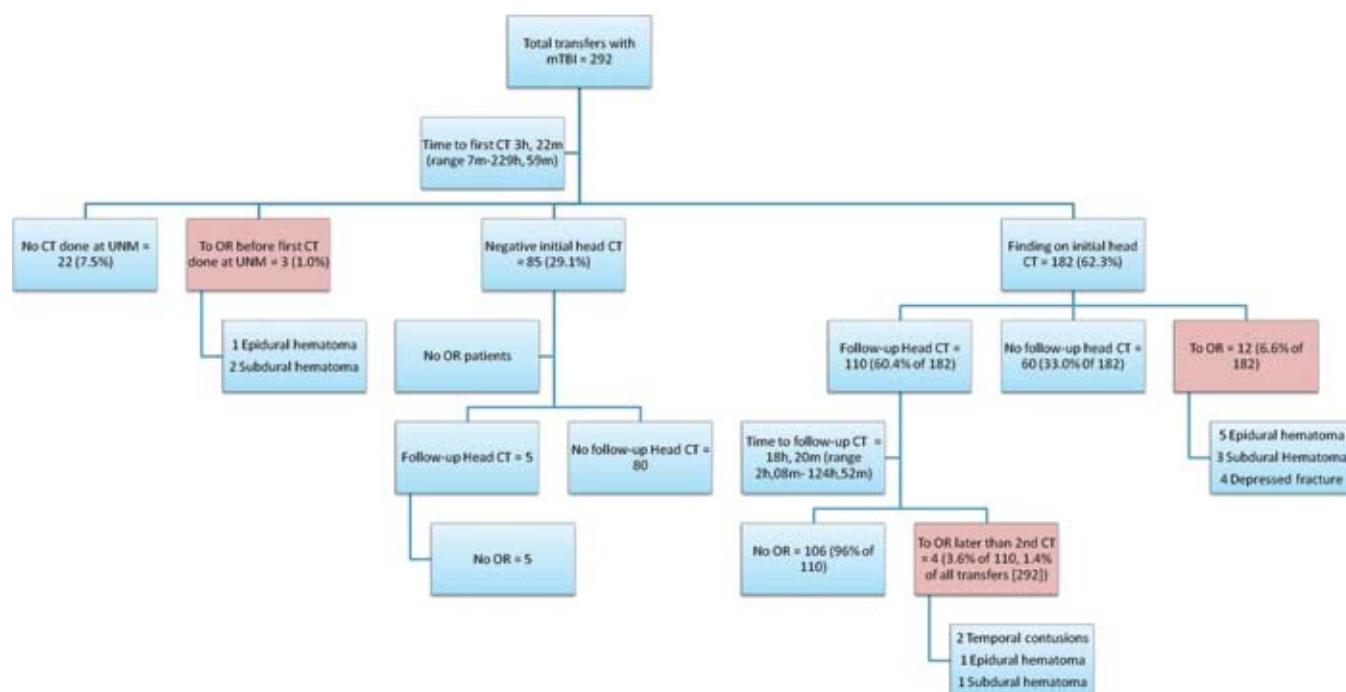 Total transfers with
mTBI = 292
Time to first CT 3h, 22m
(range 7m-229h, 59m)
No CT done at UNM =
22 (7.5%)
To OR before first CT
done at UNM = 3 (1.0%)
Negative initial head CT
= 85 (29.1%)
Finding on initial head
CT = 182 (62.3%)
1 Epidural hematoma
2 Subdural hematoma
No OR patients
Follow-up Head CT =
110 (60.4% of 182)
No follow-up head CT =
60 (33.0% 0f 182)
To OR = 12 (6.6% of
182)
Follow-up Head CT = 5
No follow-up Head CT =
80
Time to follow-up CT =
18h, 20m (range
2h,08m- 124h,52m)
5 Epidural hematoma
3 Subdural Hematoma
4 Depressed fracture
No OR = 5
No OR = 106 (96% of
110)
To OR later than 2nd CT
= 4 (3.6% of 110, 1.4%
of all transfers [292])
2 Temporal contusions
1 Epidural hematoma
1 Subdural hematoma